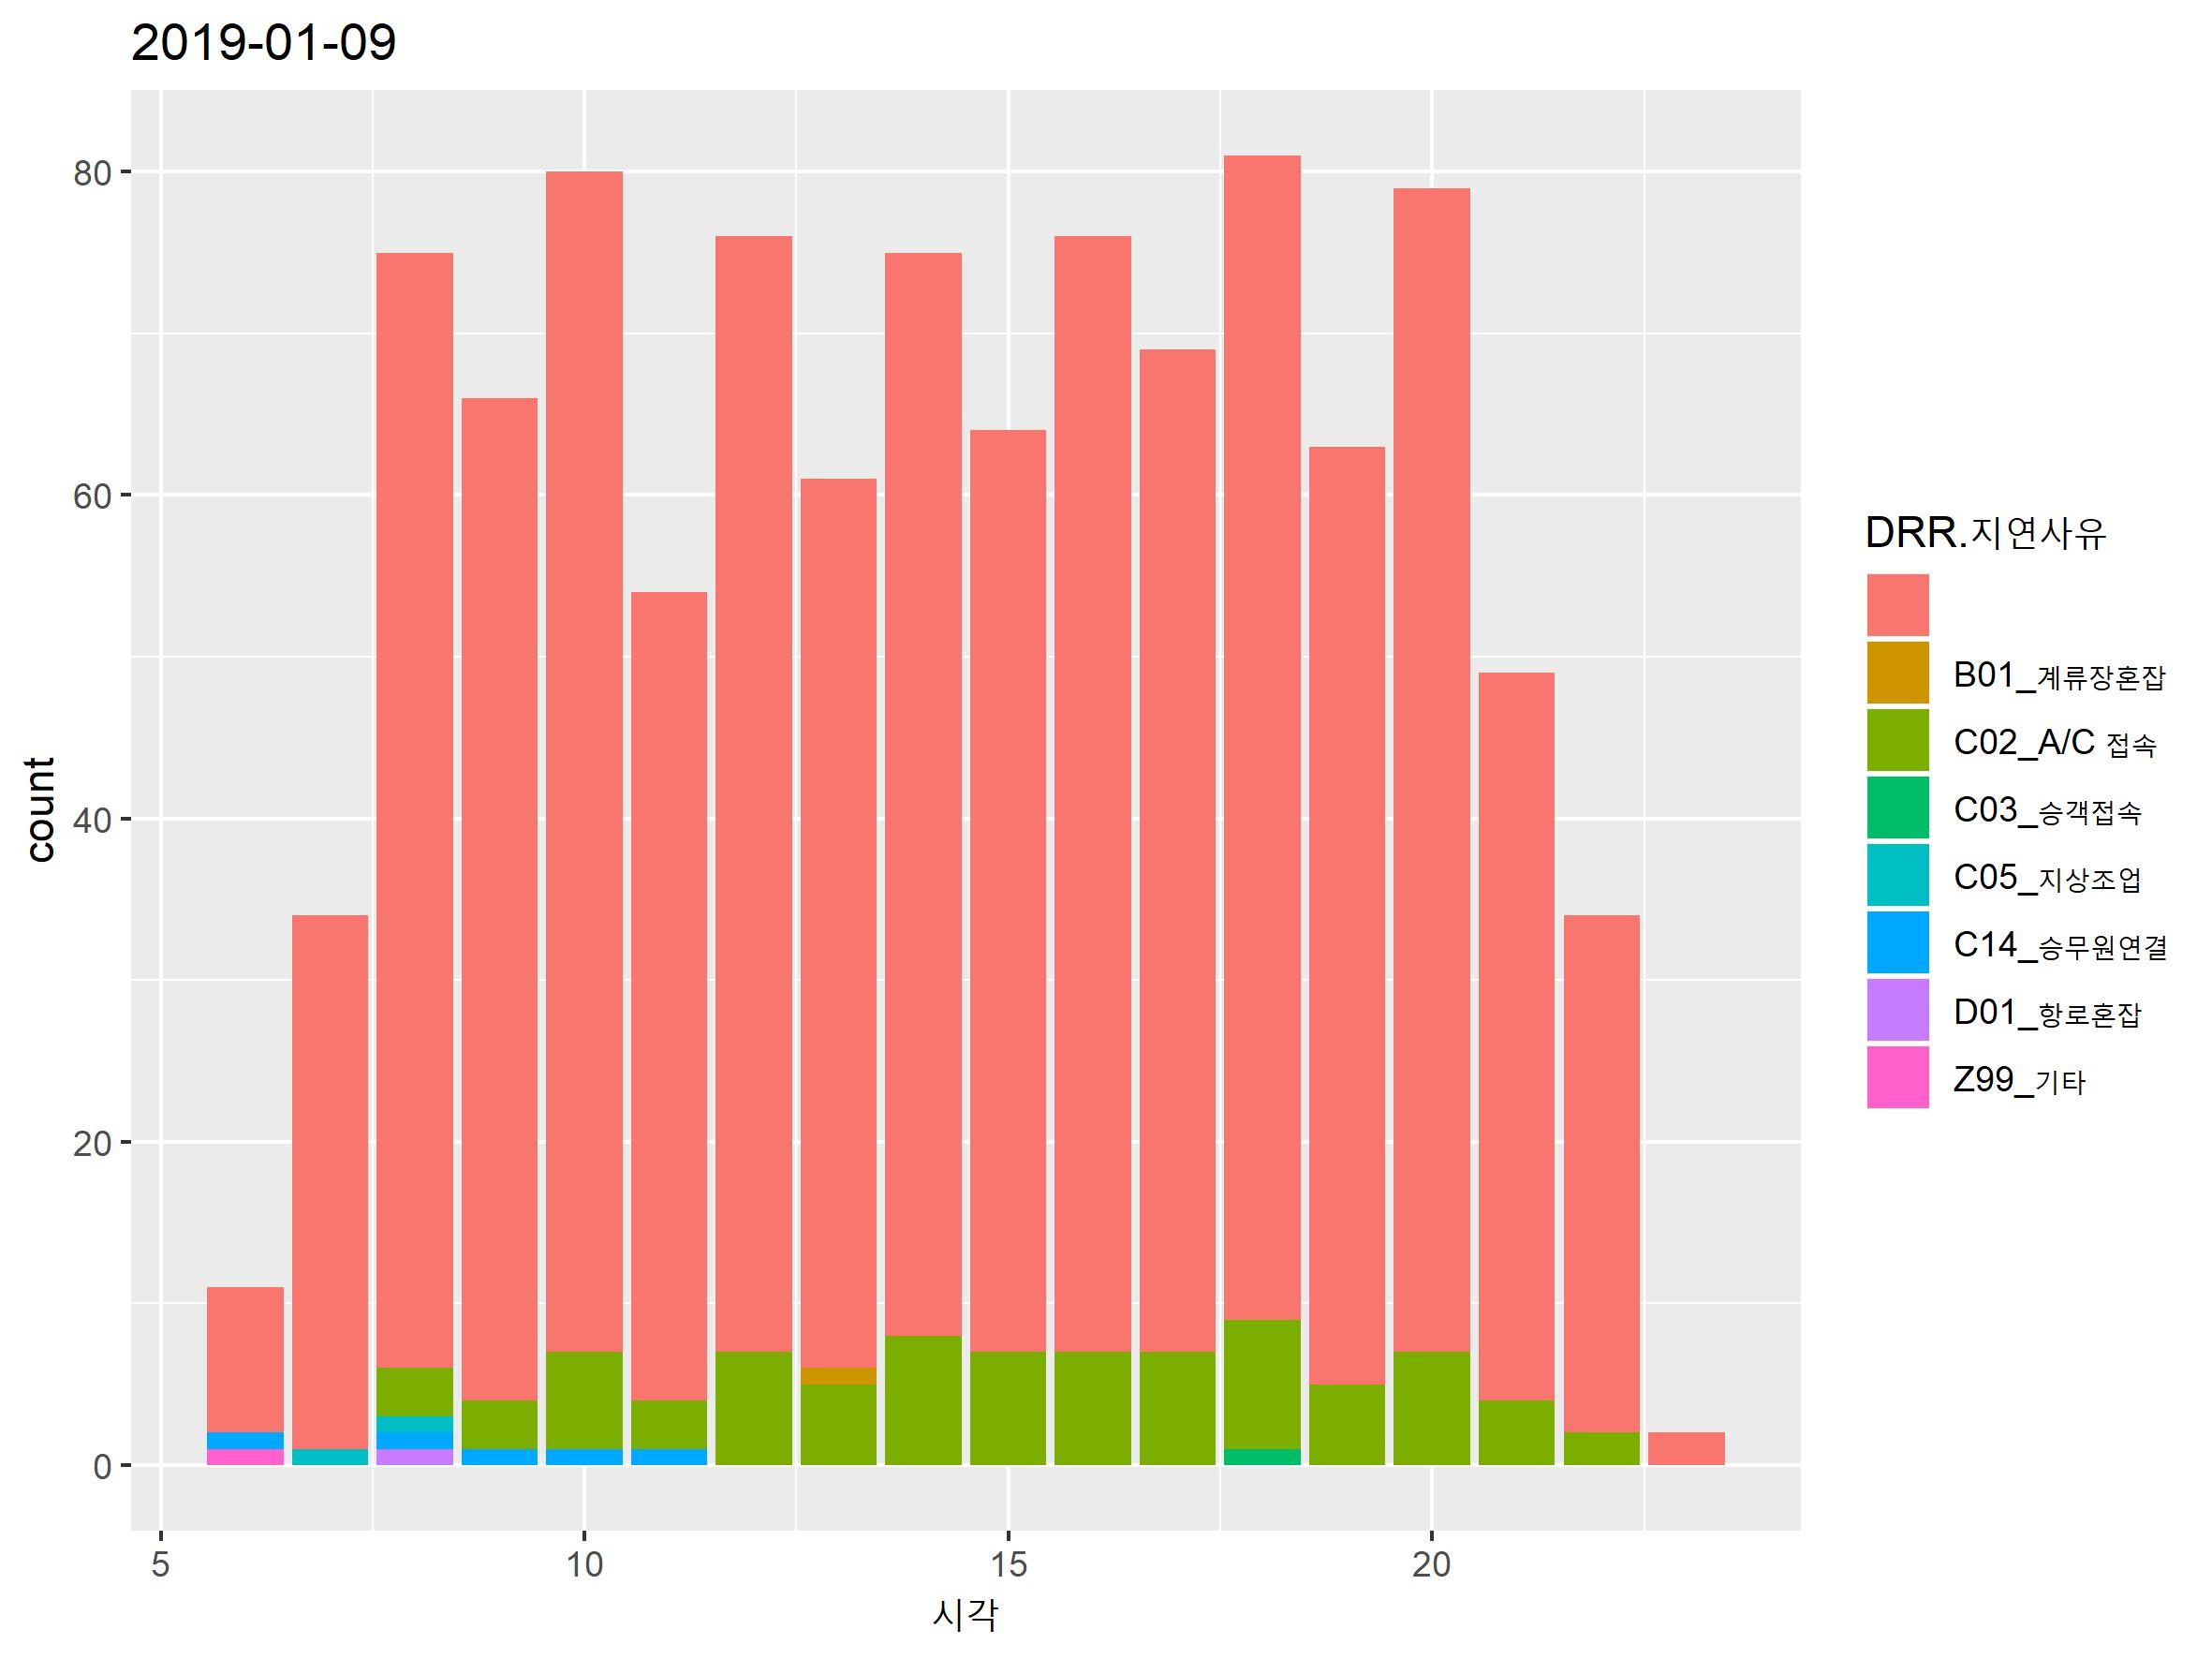 2019-01-09
80
60
40
20
0
count
5 10 15 20
시각
DRR.지연사유
B01_계류장혼잡
C02_A/C 접속
C03_승객접속
C05_지상조업
C14_승무원연결
D01_항로혼잡
Z99_기타